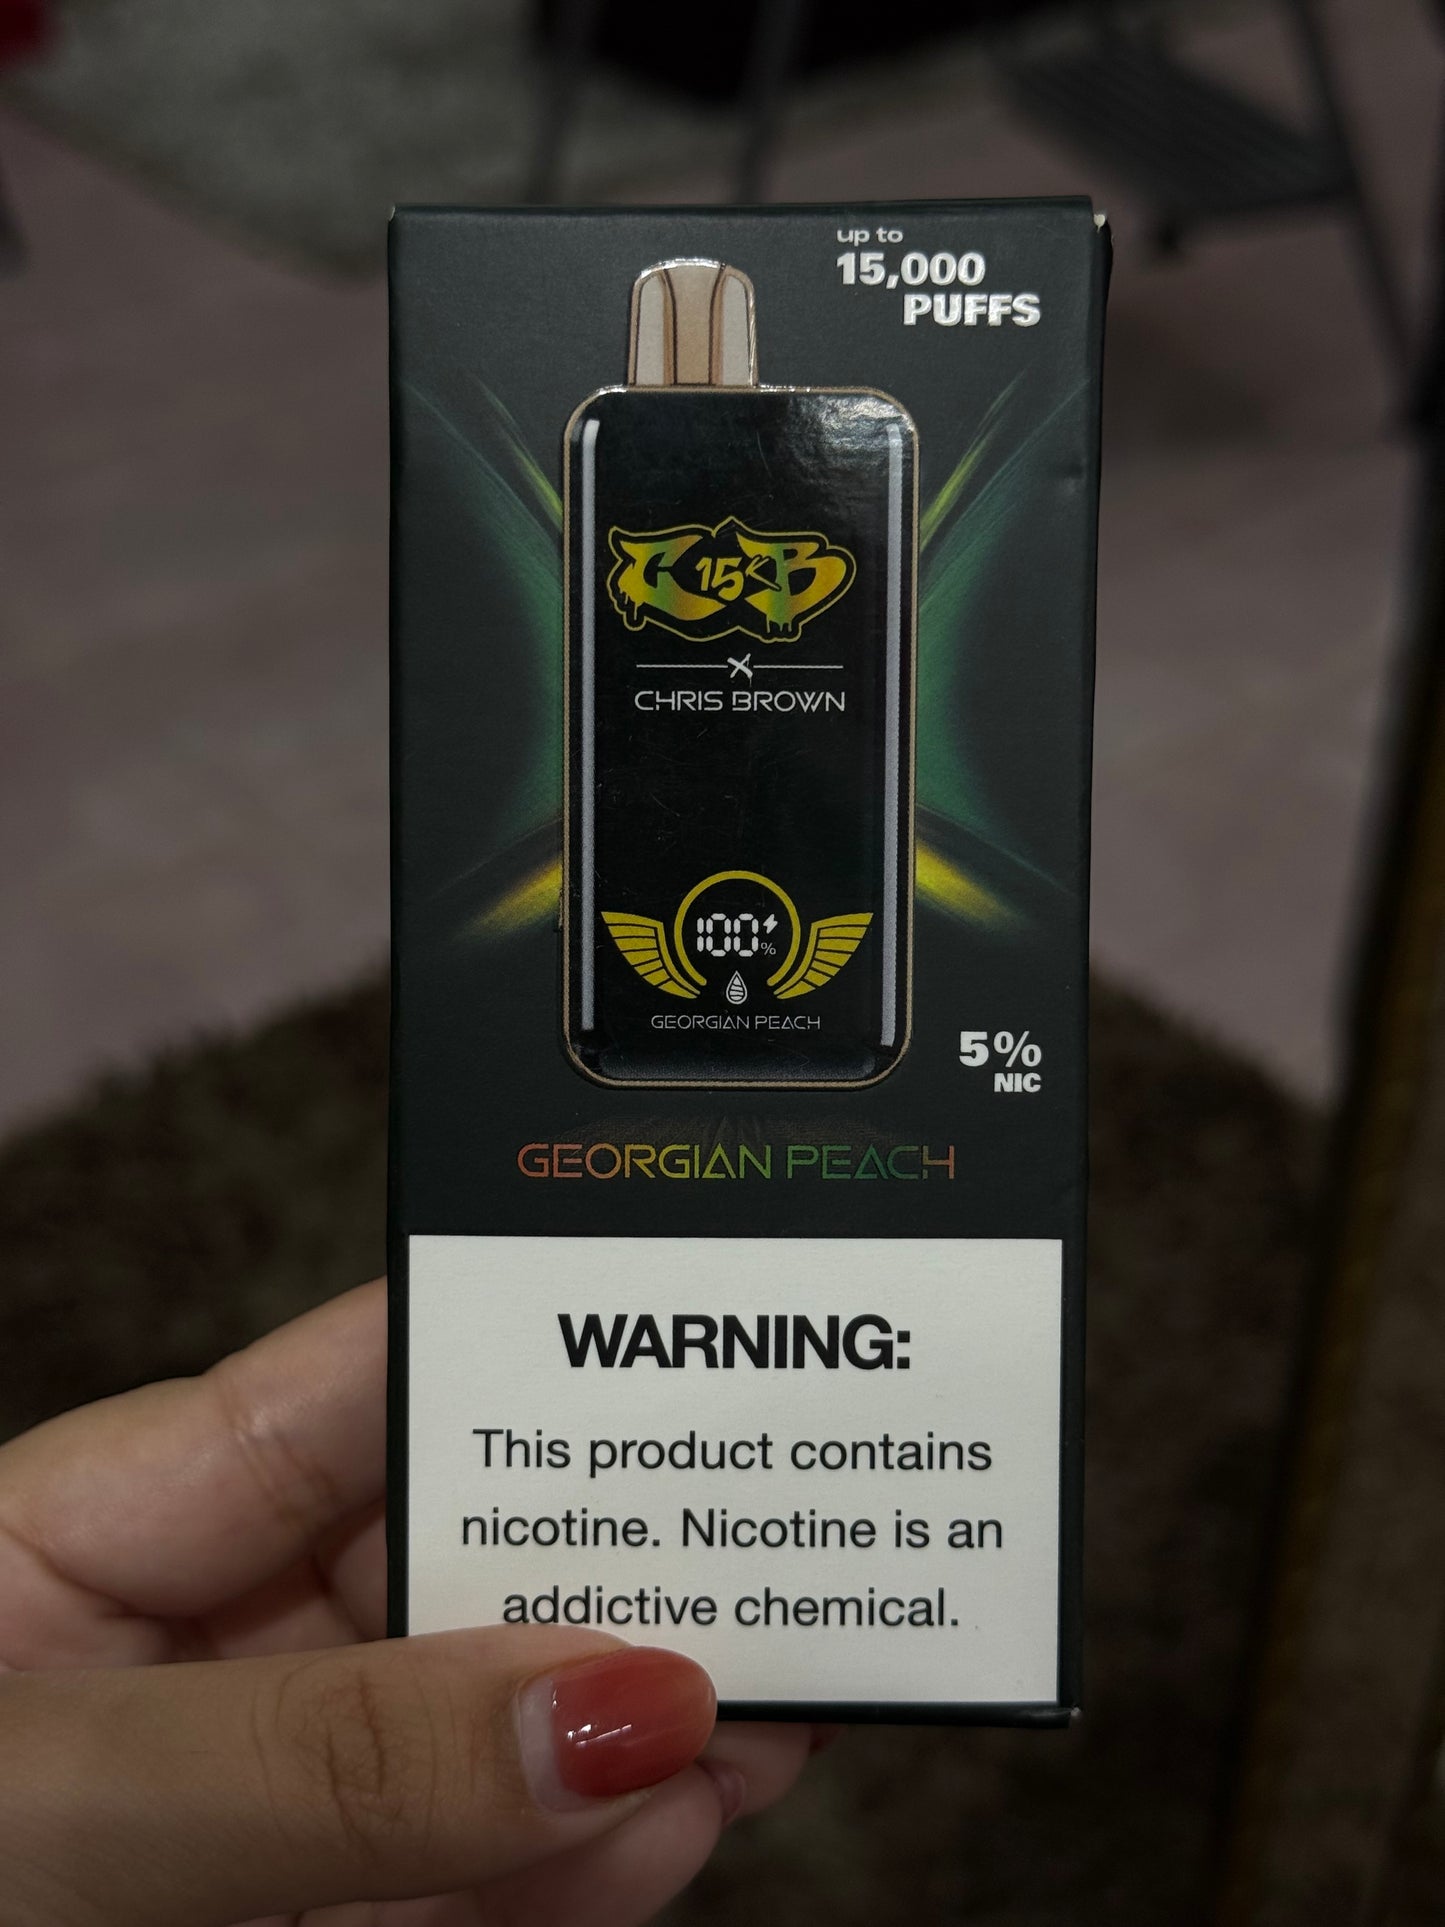 up to
15,000
PUFFS
C 15K B
X
CHRIS BROWN
100%
GEORGIAN PEACH
5%
NIC
GEORGIAN PEACH
WARNING:
This product contains
nicotine. Nicotine is an
addictive chemical.